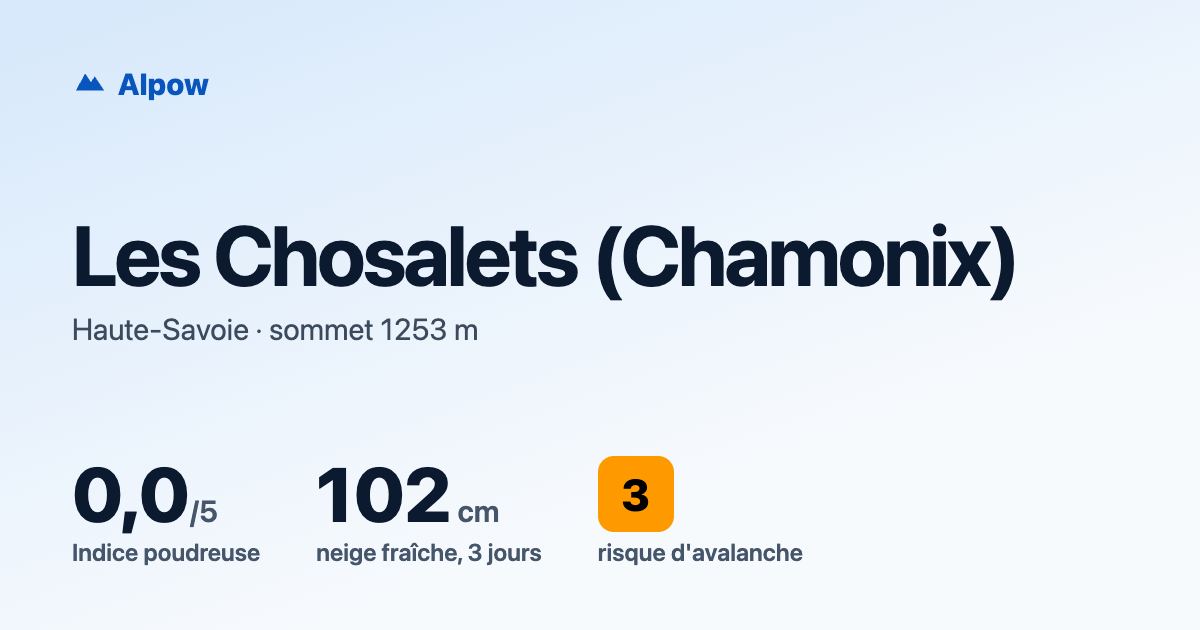 Alpow
Les Chosalets (Chamonix)
Haute-Savoie · sommet 1253 m
0,0/5
Indice poudreuse
102 cm
neige fraîche, 3 jours
3
risque d'avalanche